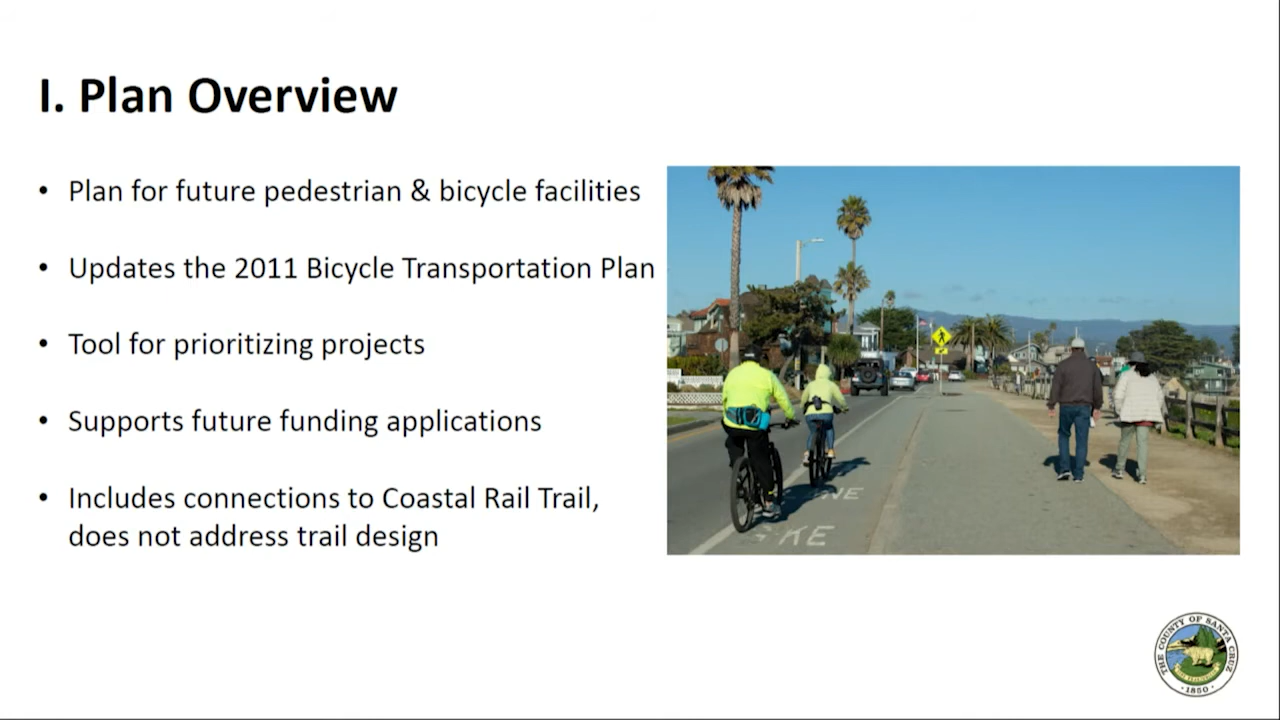 I. Plan Overview
• Plan for future pedestrian & bicycle facilities
• Updates the 2011 Bicycle Transportation Plan
• Tool for prioritizing projects
• Supports future funding applications
• Includes connections to Coastal Rail Trail,
does not address trail design
BIKE
THE COUNTY OF SANTA CRUZ
·1850·